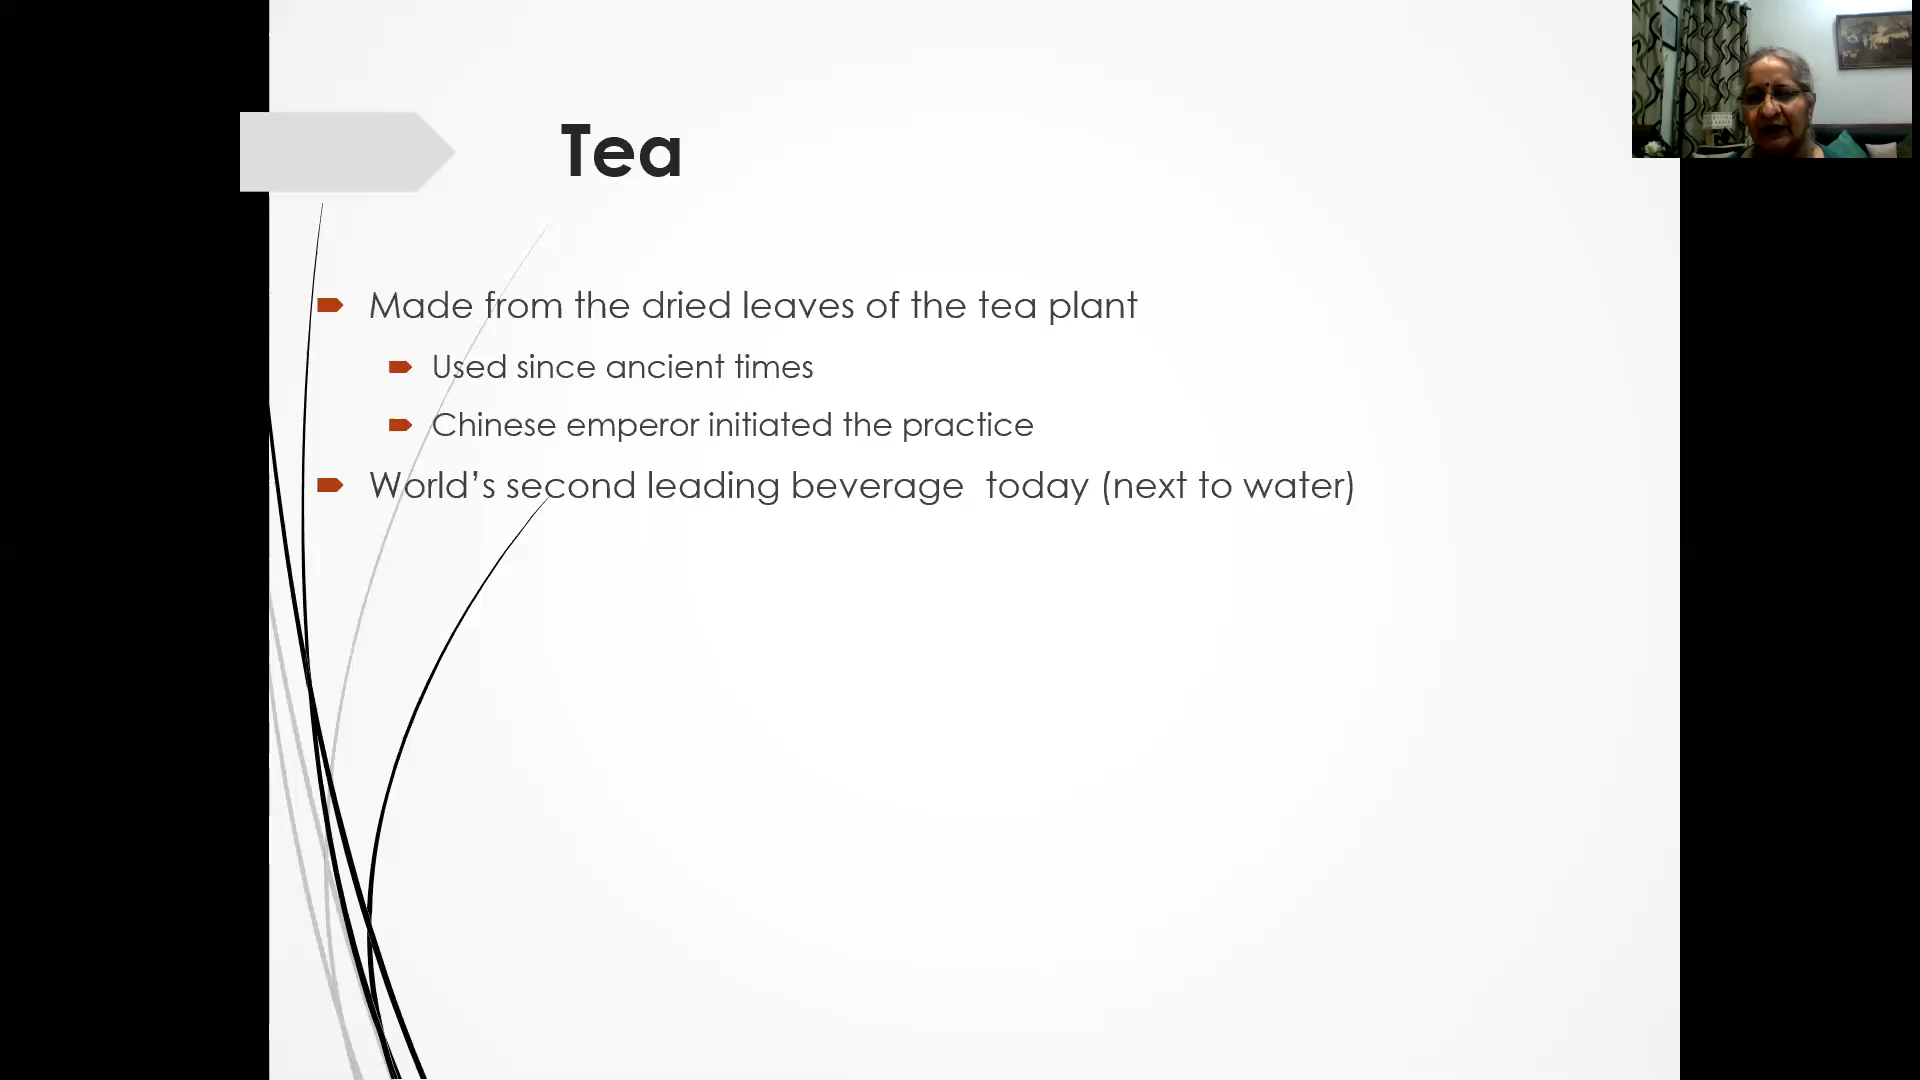 Tea
Made from the dried leaves of the tea plant
Used since ancient times
Chinese emperor initiated the practice
World’s second leading beverage  today (next to water)